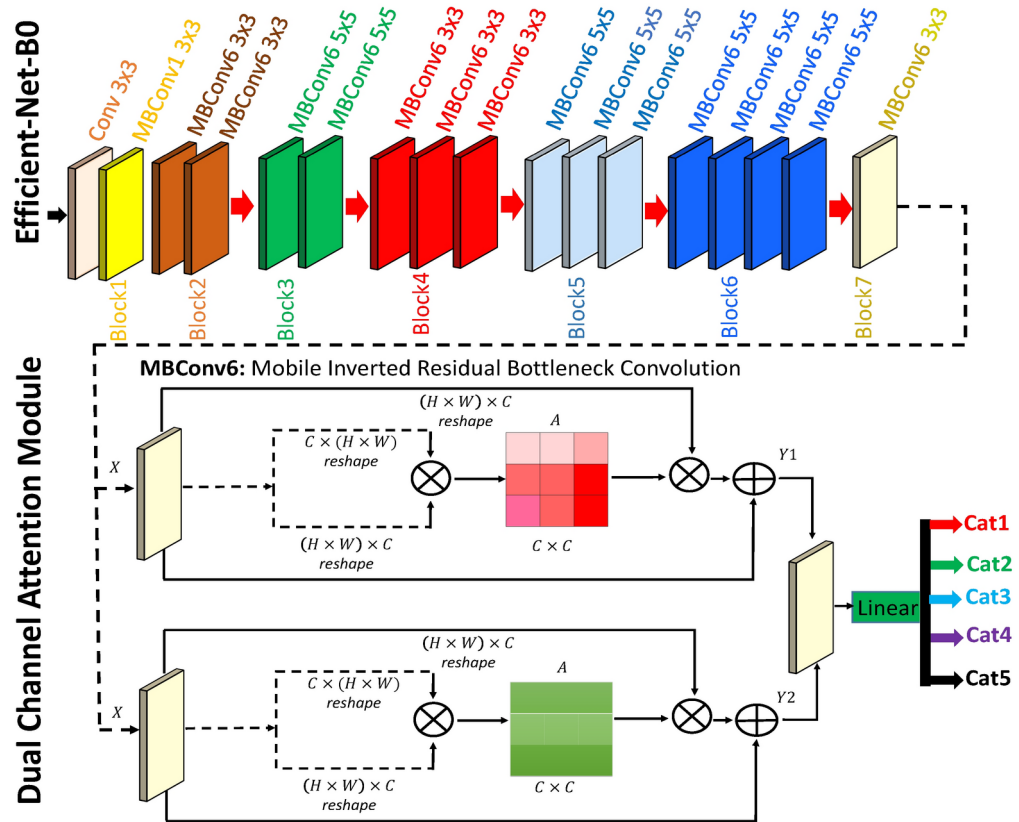 Efficient-Net-B0
Conv 3x3
MBConv1 3x3
MBConv6 3x3
MBConv6 3x3
MBConv6 5x5
MBConv6 5x5
MBConv6 3x3
MBConv6 3x3
MBConv6 3x3
MBConv6 5x5
MBConv6 5x5
MBConv6 5x5
MBConv6 5x5
MBConv6 5x5
MBConv6 5x5
MBConv6 5x5
MBConv6 3x3
Block1
Block2
Block3
Block4
Block5
Block6
Block7
MBConv6: Mobile Inverted Residual Bottleneck Convolution
Dual Channel Attention Module
X
(H × W) × C
reshape
C × (H × W)
reshape
(H × W) × C
reshape
A
C × C
Y1
X
(H × W) × C
reshape
C × (H × W)
reshape
(H × W) × C
reshape
A
C × C
Y2
Linear
Cat1
Cat2
Cat3
Cat4
Cat5